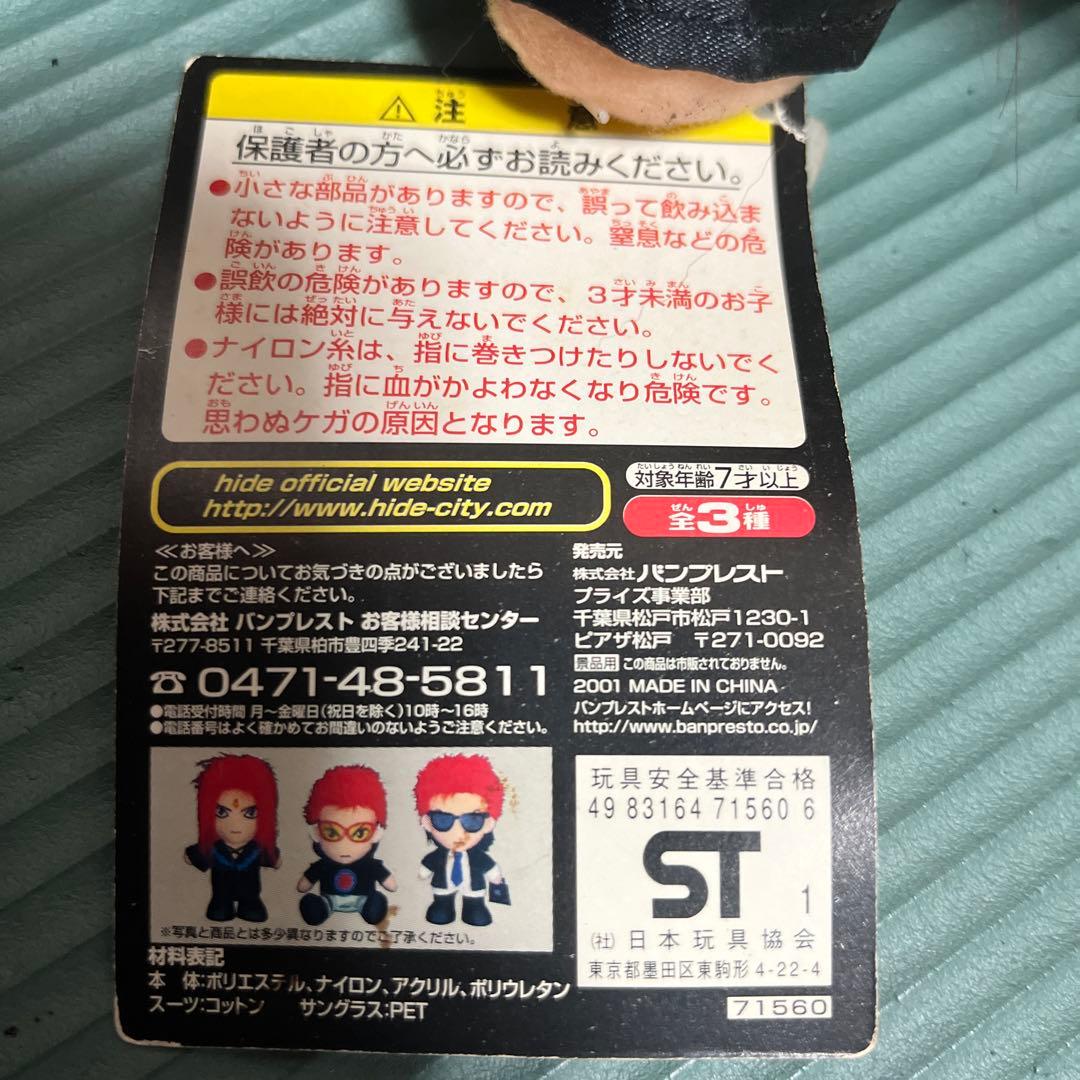 ⚠ 注
保護者の方へ必ずお読みください。
●小さな部品がありますので、誤って飲み込ま
ないように注意してください。窒息などの危
険があります。
●誤飲の危険がありますので、3才未満のお子
様には絶対に与えないでください。
●ナイロン糸は、指に巻きつけたりしないでく
ださい。指に血がかよわなくなり危険です。
思わぬケガの原因となります。
hide official website
http://www.hide-city.com
対象年齢7才以上
全3種
≪お客様へ≫
この商品についてお気づきの点がございましたら
下記までご連絡ください。
株式会社 バンプレスト お客様相談センター
〒277-8511 千葉県柏市豊四季241-22
☎ 0471-48-5811
●電話受付時間 月〜金曜日(祝日を除く)10時〜16時
●電話番号はよく確かめてお間違いのないようご注意ください。
発売元
株式会社 バンプレスト
プライズ事業部
千葉県松戸市松戸1230-1
ピアザ松戸 〒271-0092
景品用 この商品は市販されておりません。
2001 MADE IN CHINA
バンプレストホームページにアクセス!
http://www.banpresto.co.jp/
※写真と商品とは多少異なりますのでご了承ください。
材料表記
本 体:ポリエステル、ナイロン、アクリル、ポリウレタン
スーツ:コットン サングラス:PET
玩具安全基準合格
49 83164 71560 6
ST 1
(社) 日本玩具協会
東京都墨田区東駒形 4-22-4
71560